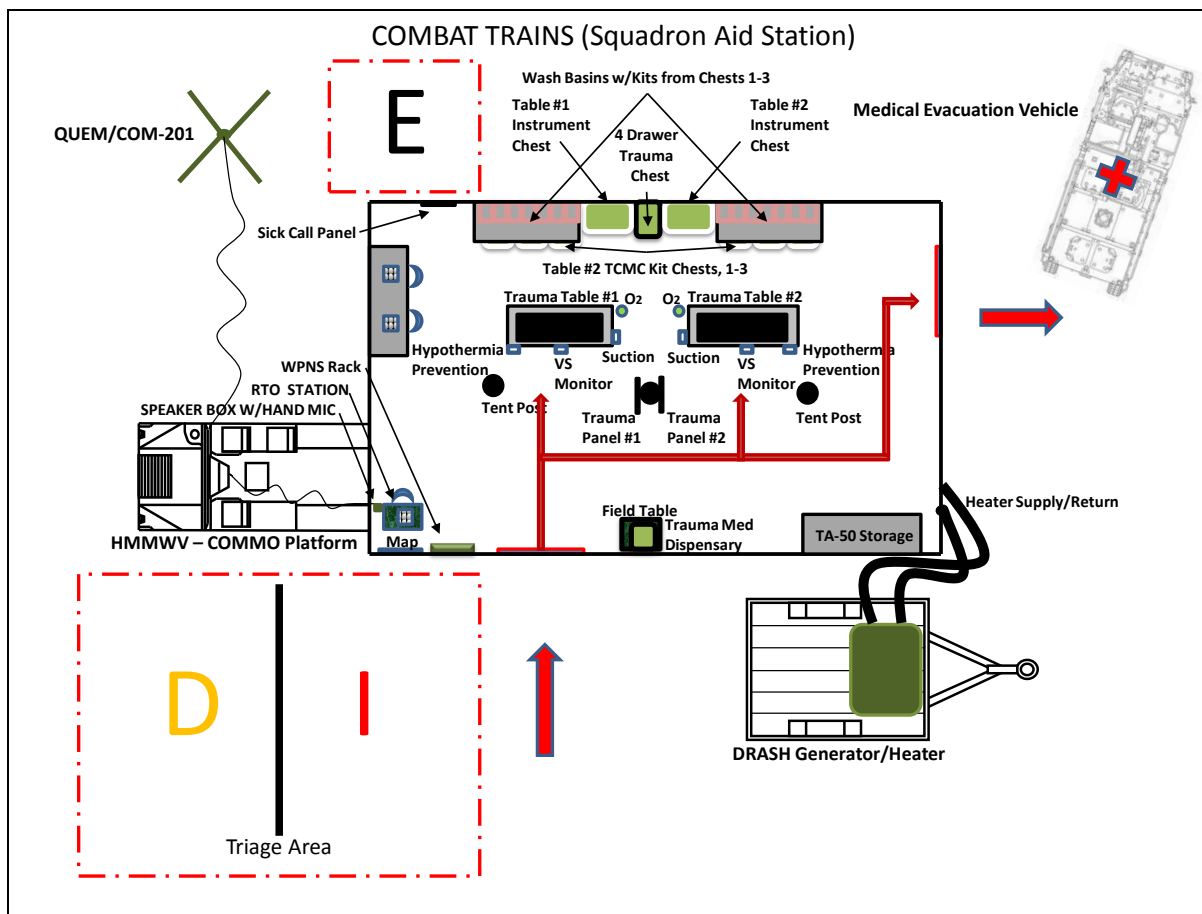 COMBAT TRAINS (Squadron Aid Station)
E
Wash Basins w/Kits from Chests 1-3
Table #1
Instrument
Chest
4 Drawer
Trauma
Chest
Table #2
Instrument
Chest
Medical Evacuation Vehicle
QUEM/COM-201
Sick Call Panel
Table #2 TCMC Kit Chests, 1-3
Trauma Table #1
O2
O2
Trauma Table #2
Hypothermia
Prevention
VS
Monitor
Suction
Suction
VS
Monitor
Hypothermia
Prevention
WPNS Rack
RTO STATION
SPEAKER BOX W/HAND MIC
Tent Post
Trauma
Panel #1
Trauma
Panel #2
Tent Post
HMMWV – COMMO Platform
Map
Field Table
Trauma Med
Dispensary
TA-50 Storage
Heater Supply/Return
D
I
Triage Area
DRASH Generator/Heater